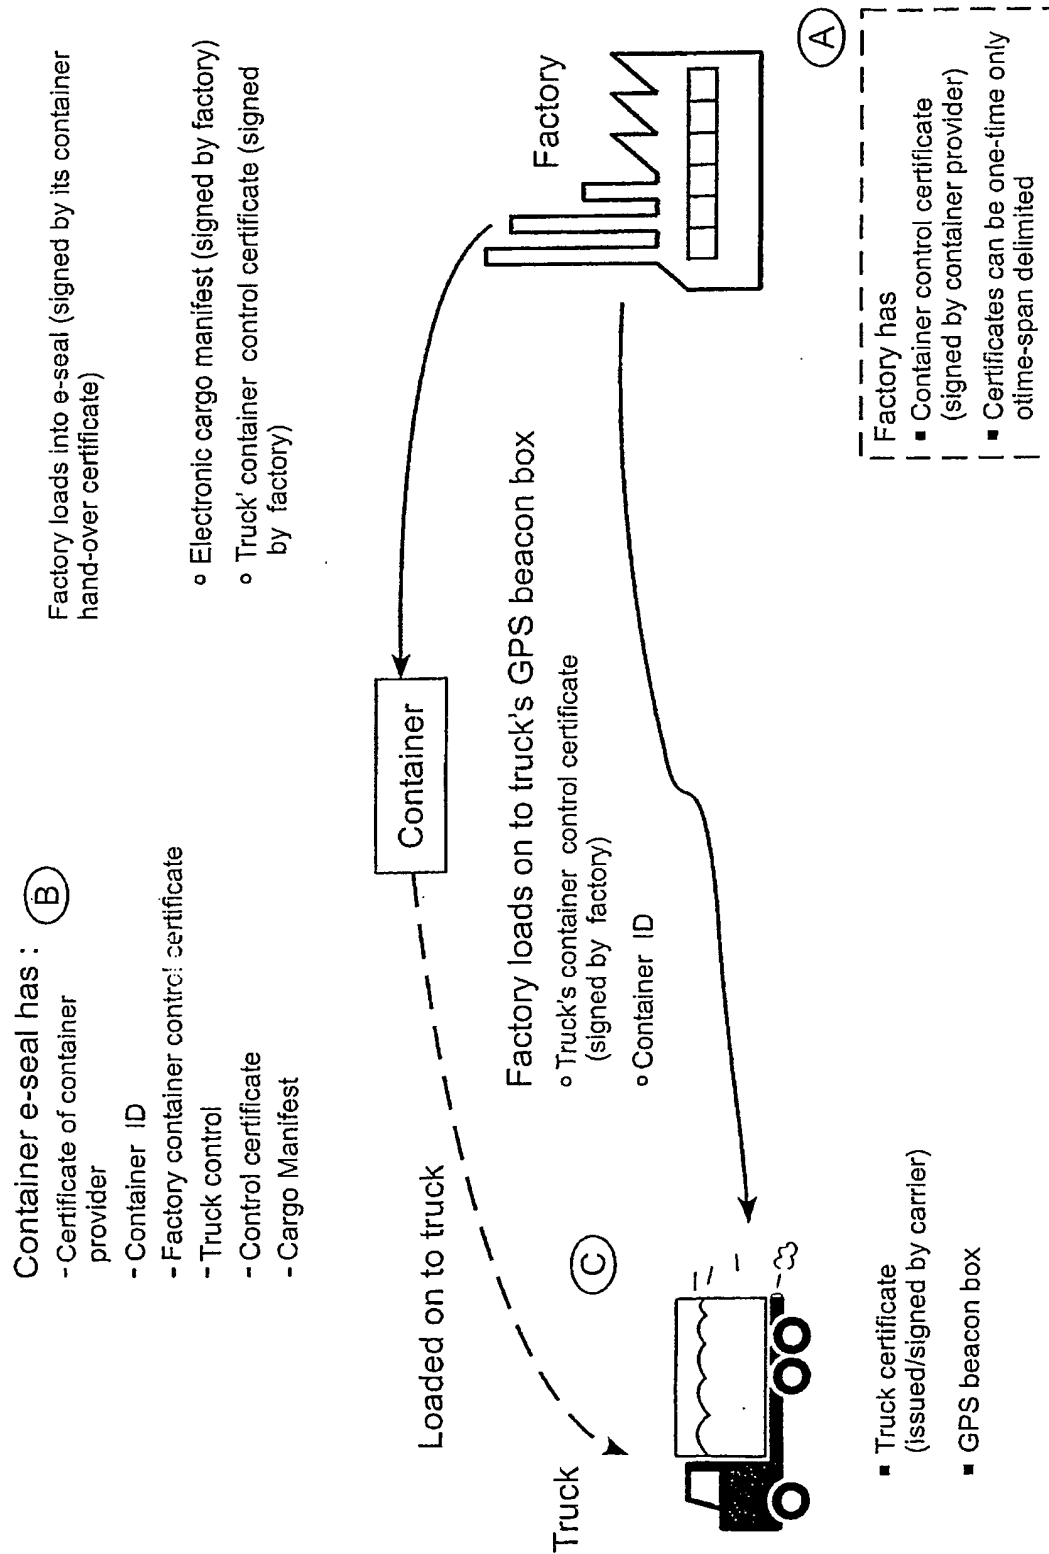 Container e-seal has :
B
- Certificate of container
provider
- Container ID
- Factory container control certificate
- Truck control
- Control certificate
- Cargo Manifest
Factory loads into e-seal (signed by its container
hand-over certificate)
o Electronic cargo manifest (signed by factory)
o Truck' container control certificate (signed
by factory)
Container
Loaded on to truck
Factory loads on to truck's GPS beacon box
o Truck's container control certificate
(signed by factory)
o Container ID
Factory
Truck
C
A
▪ Truck certificate
(issued/signed by carrier)
▪ GPS beacon box
Factory has
▪ Container control certificate
(signed by container provider)
▪ Certificates can be one-time only
otime-span delimited